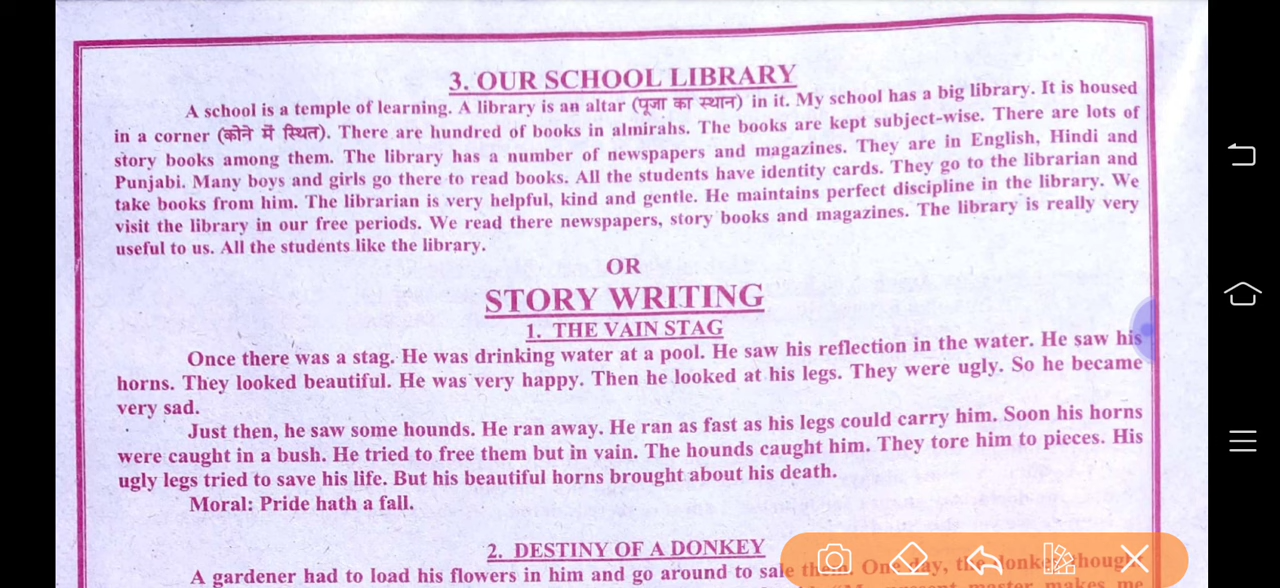 3. OUR SCHOOL LIBRARY
A school is a temple of learning. A library is an altar (पूजा का स्थान) in it. My school has a big library. It is housed
in a corner (कोने में स्थित). There are hundred of books in almirahs. The books are kept subject-wise. There are lots of
story books among them. The library has a number of newspapers and magazines. They are in English, Hindi and
Punjabi. Many boys and girls go there to read books. All the students have identity cards. They go to the librarian and
take books from him. The librarian is very helpful, kind and gentle. He maintains perfect discipline in the library. We
visit the library in our free periods. We read there newspapers, story books and magazines. The library is really very
useful to us. All the students like the library.
OR
STORY WRITING
1. THE VAIN STAG
Once there was a stag. He was drinking water at a pool. He saw his reflection in the water. He saw his
horns. They looked beautiful. He was very happy. Then he looked at his legs. They were ugly. So he became
very sad.
Just then, he saw some hounds. He ran away. He ran as fast as his legs could carry him. Soon his horns
were caught in a bush. He tried to free them but in vain. The hounds caught him. They tore him to pieces. His
ugly legs tried to save his life. But his beautiful horns brought about his death.
Moral: Pride hath a fall.
2. DESTINY OF A DONKEY
A gardener had to load his flowers in him and go around to sale them. One day, the donkey thought
makes me